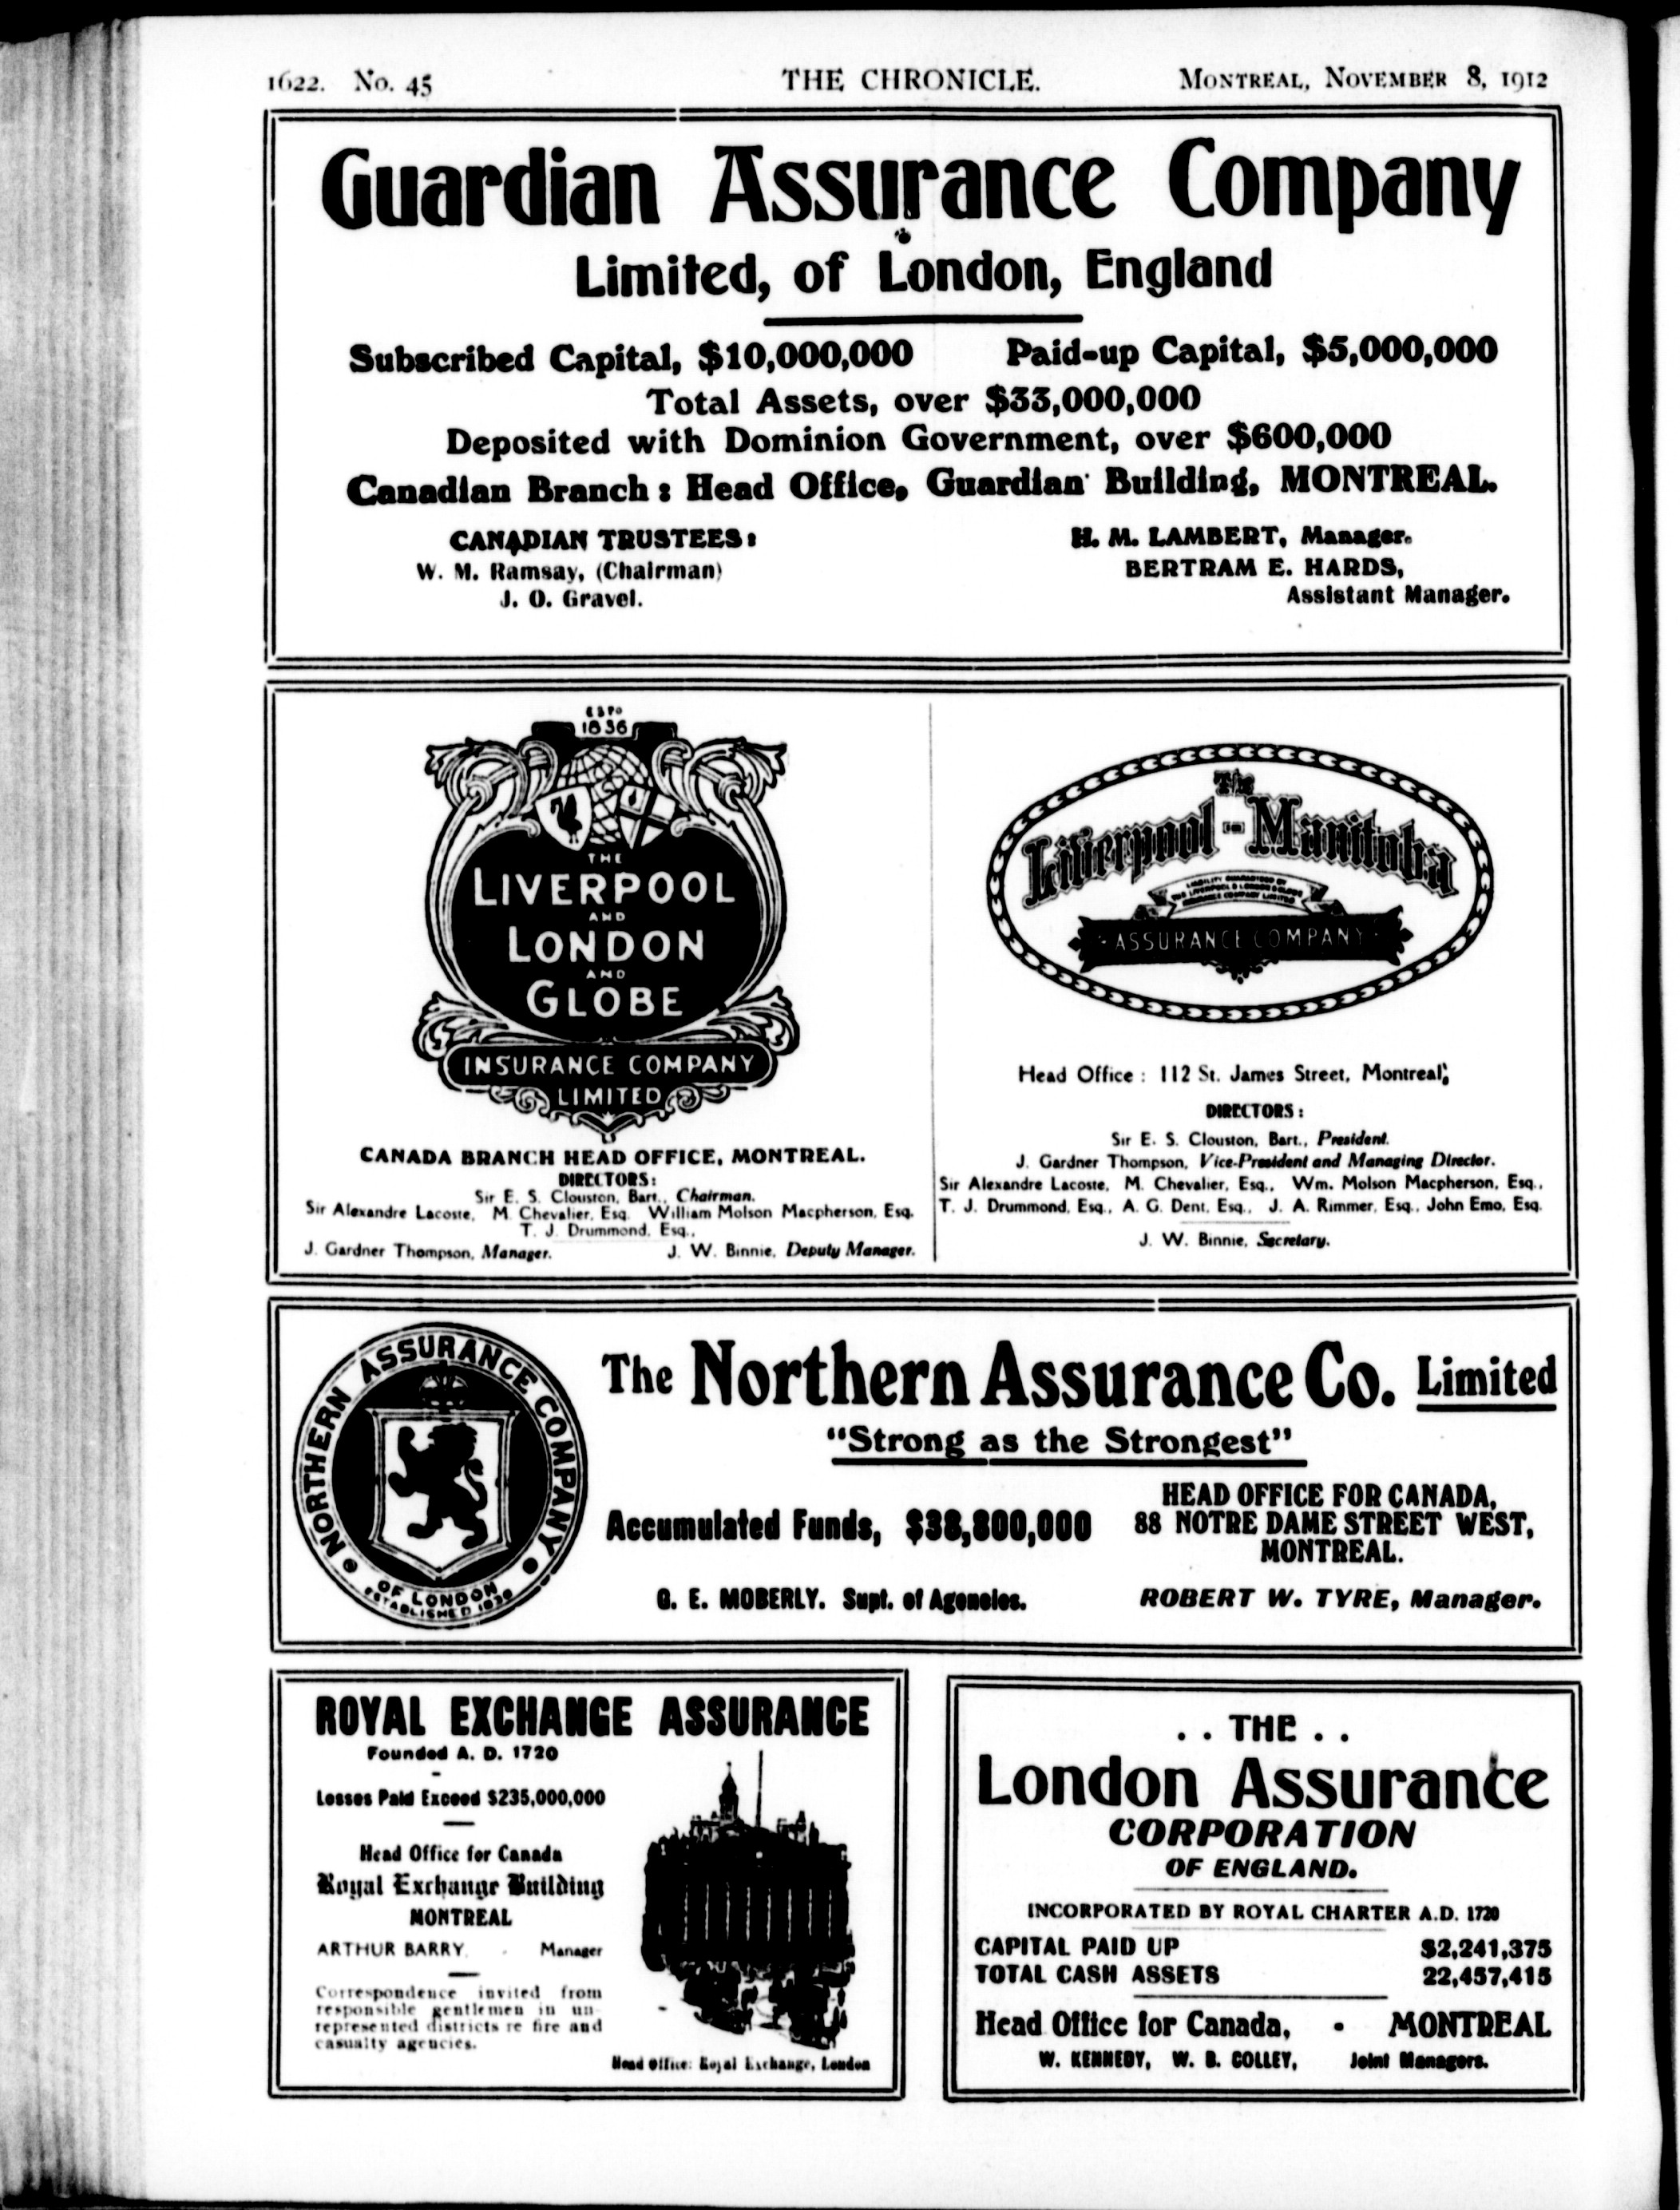 1622. No. 45 THE CHRONICLE. MONTREAL, NOVEMBER 8, 1912
Guardian Assurance Company
Limited, of London, England
Subscribed Capital, $10,000,000 Paid-up Capital, $5,000,000
Total Assets, over $33,000,000
Deposited with Dominion Government, over $600,000
Canadian Branch: Head Office, Guardian Building, MONTREAL.
CANADIAN TRUSTEES:
W. M. Ramsay, (Chairman)
J. O. Gravel.
H. M. LAMBERT, Manager.
BERTRAM E. HARDS,
Assistant Manager.
ESTD
1836
THE
LIVERPOOL
AND
LONDON
AND
GLOBE
INSURANCE COMPANY
LIMITED
CANADA BRANCH HEAD OFFICE, MONTREAL.
DIRECTORS:
Sir E. S. Clouston, Bart., Chairman.
Sir Alexandre Lacoste, M. Chevalier, Esq. William Molson Macpherson, Esq.
T. J. Drummond, Esq.,
J. Gardner Thompson, Manager. J. W. Binnie, Deputy Manager.
The
Liverpool-Manitoba
LIABILITY GUARANTEED BY
THE LIVERPOOL & LONDON & GLOBE
INSURANCE COMPANY LIMITED
ASSURANCE COMPANY
Head Office : 112 St. James Street, Montreal,
DIRECTORS :
Sir E. S. Clouston, Bart., President.
J. Gardner Thompson, Vice-President and Managing Director.
Sir Alexandre Lacoste, M. Chevalier, Esq., Wm. Molson Macpherson, Esq.,
T. J. Drummond, Esq., A. G. Dent, Esq., J. A. Rimmer, Esq., John Emo, Esq.
J. W. Binnie, Secretary.
NORTHERN ASSURANCE COMPANY
OF LONDON
ESTABLISHED 1836
The Northern Assurance Co. Limited
"Strong as the Strongest"
Accumulated Funds, $38,800,000
HEAD OFFICE FOR CANADA,
88 NOTRE DAME STREET WEST,
MONTREAL.
G. E. MOBERLY. Supt. of Agencies. ROBERT W. TYRE, Manager.
ROYAL EXCHANGE ASSURANCE
Founded A. D. 1720
Losses Paid Exceed $235,000,000
Head Office for Canada
Royal Exchange Building
MONTREAL
ARTHUR BARRY, - Manager
Correspondence invited from
responsible gentlemen in un-
represented districts re fire and
casualty agencies.
Head Office: Royal Exchange, London
. . THE . .
London Assurance
CORPORATION
OF ENGLAND.
INCORPORATED BY ROYAL CHARTER A.D. 1720
CAPITAL PAID UP $2,241,375
TOTAL CASH ASSETS 22,457,415
Head Office for Canada, - MONTREAL
W. KENNEDY, W. B. COLLEY, Joint Managers.